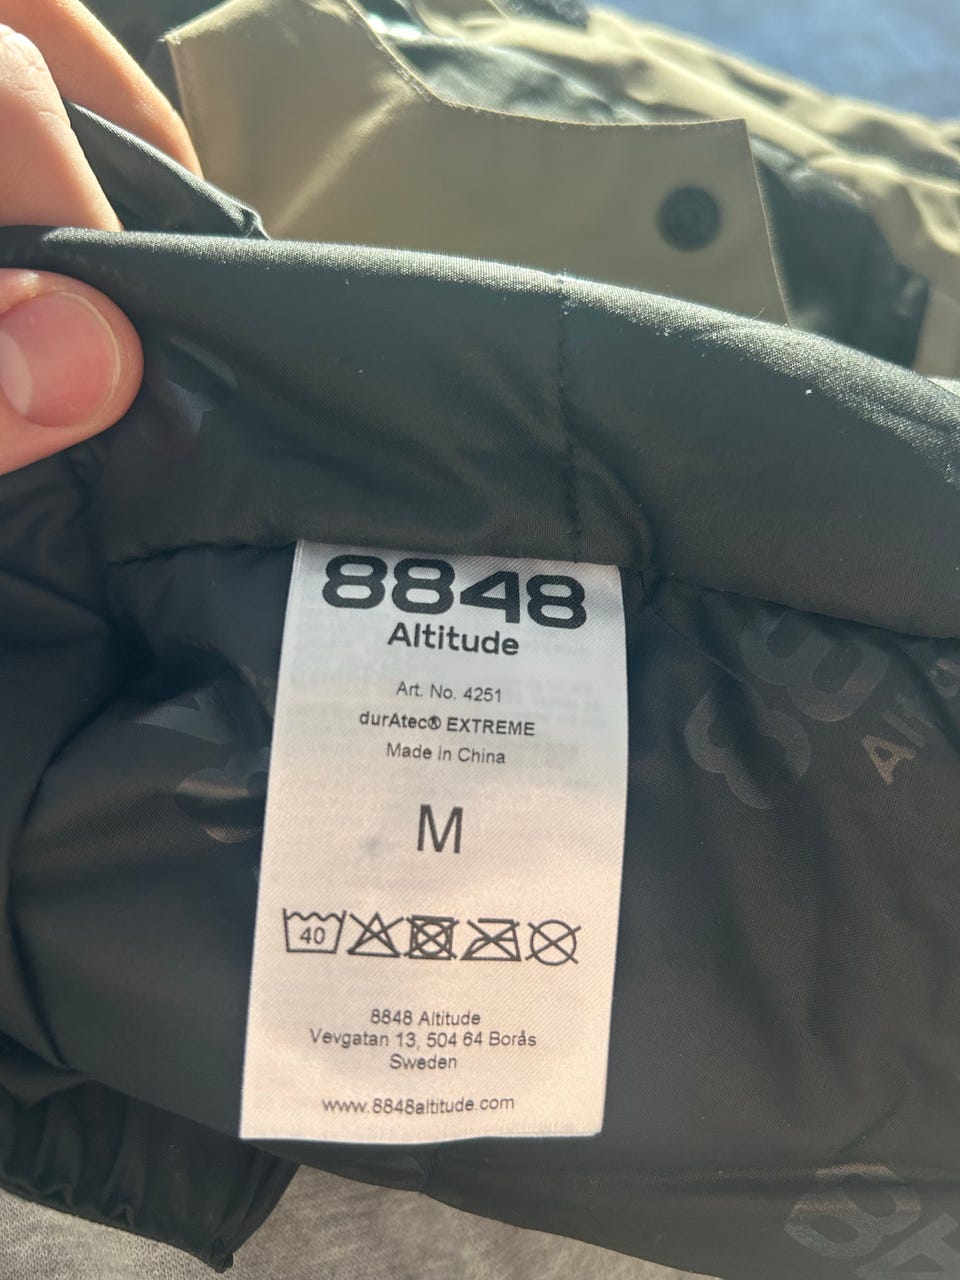 8848
Altitude
Art. No. 4251
durAtec® EXTREME
Made in China
M
40
8848 Altitude
Vevgatan 13, 504 64 Borås
Sweden
www.8848altitude.com